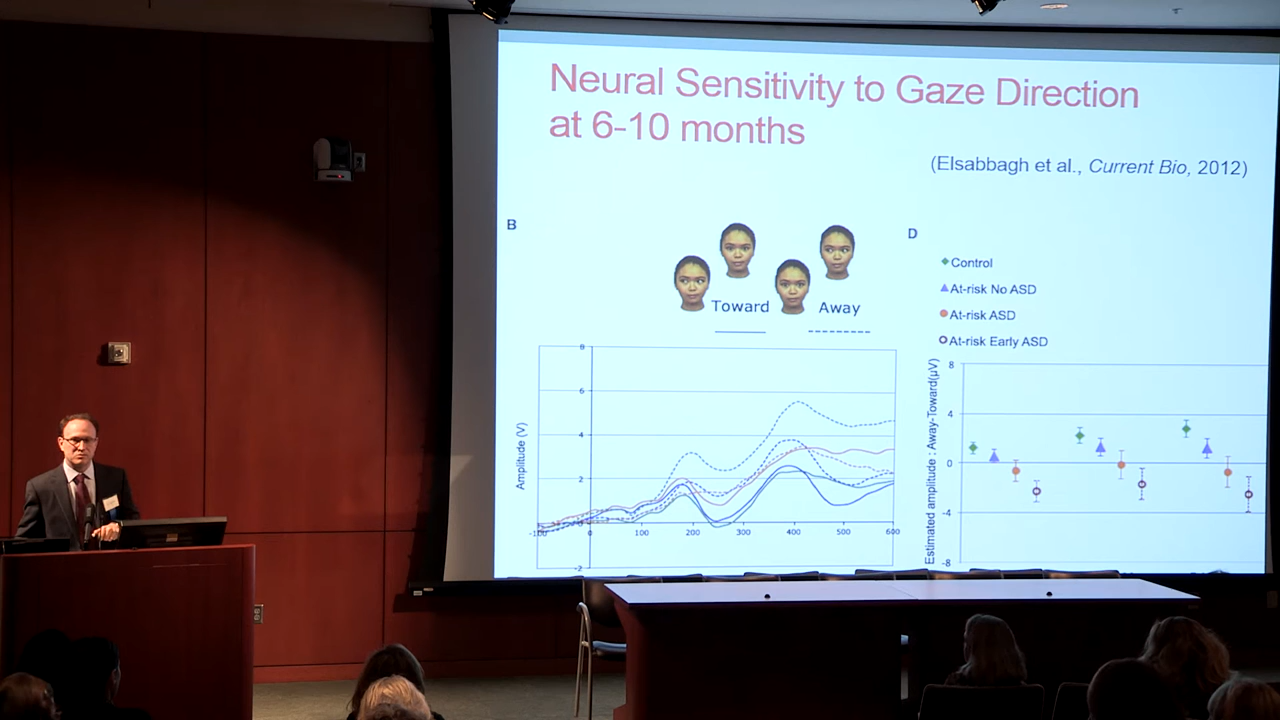 Neural Sensitivity to Gaze Direction
at 6-10 months
(Elsabbagh et al., Current Bio, 2012)
B
Toward
Away
Amplitude (V)
8
6
4
2
0
-2
-100
0
100
200
300
400
500
600
D
Control
At-risk No ASD
At-risk ASD
At-risk Early ASD
Estimated amplitude : Away-Toward(µV)
8
4
0
-4
-8